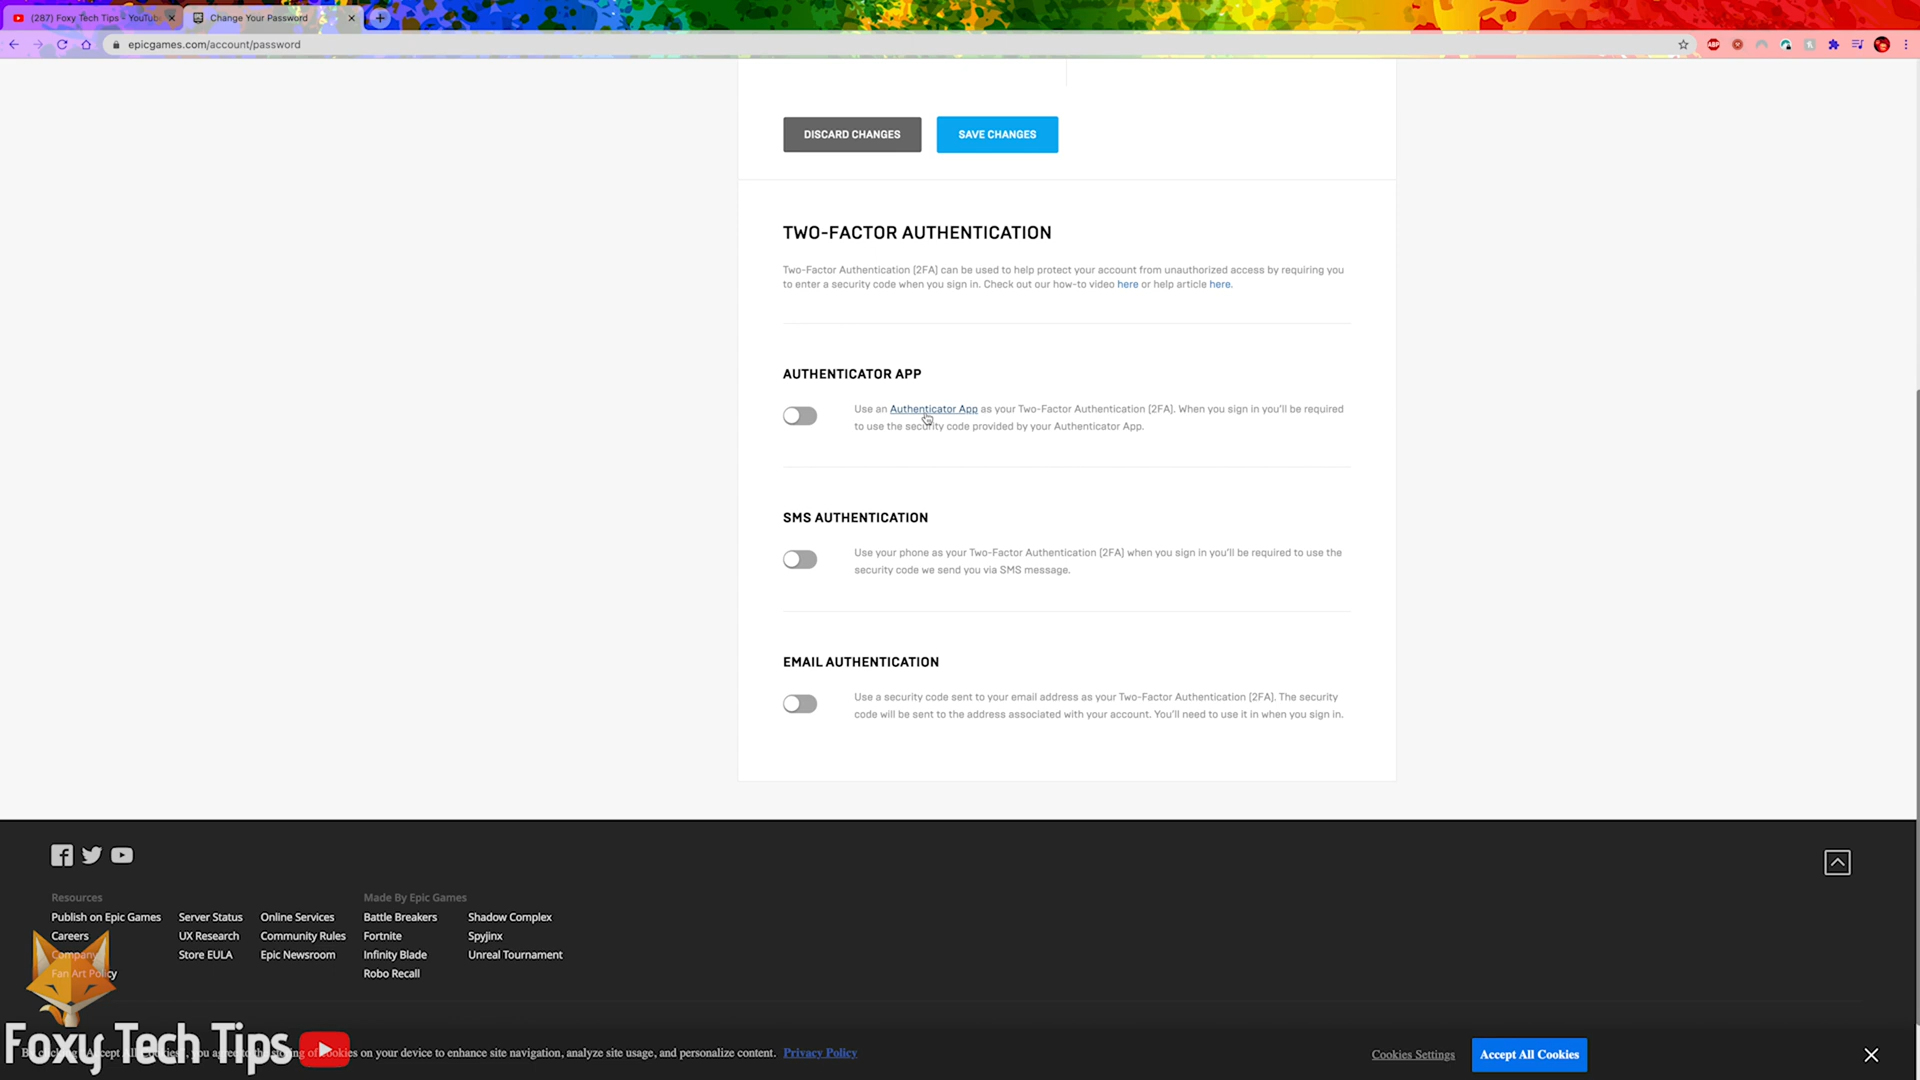 (287) Foxy Tech Tips - YouTub
Change Your Password
epicgames.com/account/password
ABP
DISCARD CHANGES
SAVE CHANGES
TWO-FACTOR AUTHENTICATION
Two-Factor Authentication [2FA] can be used to help protect your account from unauthorized access by requiring you
to enter a security code when you sign in. Check out our how-to video here or help article here.
AUTHENTICATOR APP
Use an Authenticator App as your Two-Factor Authentication [2FA]. When you sign in you'll be required
to use the security code provided by your Authenticator App.
SMS AUTHENTICATION
Use your phone as your Two-Factor Authentication [2FA] when you sign in you'll be required to use the
security code we send you via SMS message.
EMAIL AUTHENTICATION
Use a security code sent to your email address as your Two-Factor Authentication [2FA]. The security
code will be sent to the address associated with your account. You'll need to use it in when you sign in.
Resources
Made By Epic Games
Publish on Epic Games Server Status Online Services Battle Breakers Shadow Complex
Careers UX Research Community Rules Fortnite Spyjinx
Company Store EULA Epic Newsroom Infinity Blade Unreal Tournament
Fan Art Policy Robo Recall
Foxy Tech Tips
on your device to enhance site navigation, analyze site usage, and personalize content. Privacy Policy
Cookies Settings
Accept All Cookies